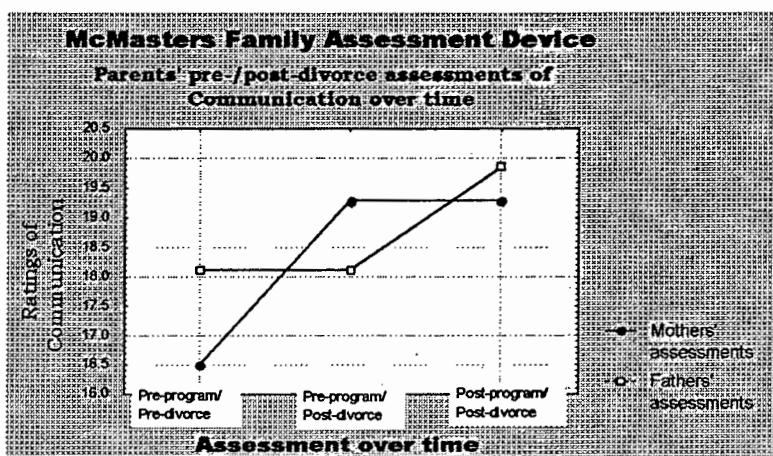 McMasters Family Assessment Device
Parents' pre-/post-divorce assessments of
Communication over time
Ratings of
Communication
20.5
20.0
19.5
19.0
18.5
18.0
17.5
17.0
16.5
16.0
Pre-program/
Pre-divorce
Pre-program/
Post-divorce
Post-program/
Post-divorce
Assessment over time
Mothers'
assessments
Fathers'
assessments